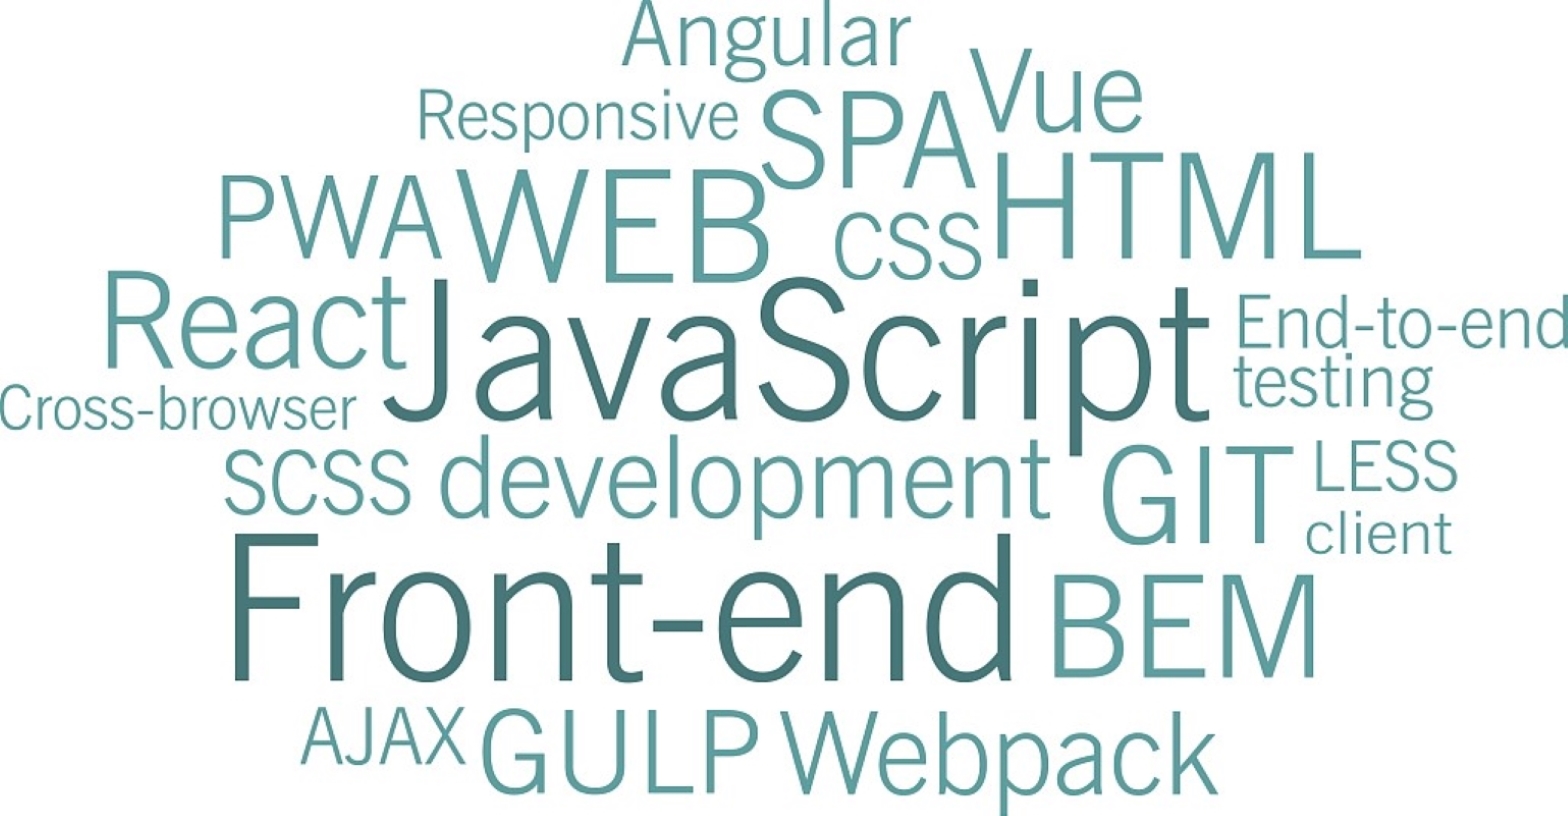 Angular
Vue
Responsive
SPA
PWA
WEB
CSS
HTML
React
JavaScript
End-to-end
testing
Cross-browser
SCSS
development
GIT
LESS
client
Front-end
BEM
AJAX
GULP
Webpack